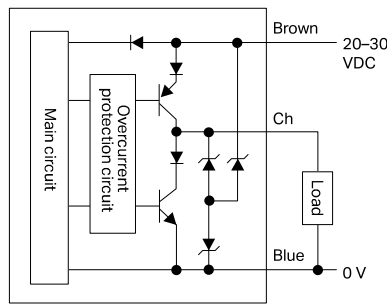 Brown
20–30
VDC
Main circuit
Overcurrent
protection circuit
Ch
Load
Blue
0 V